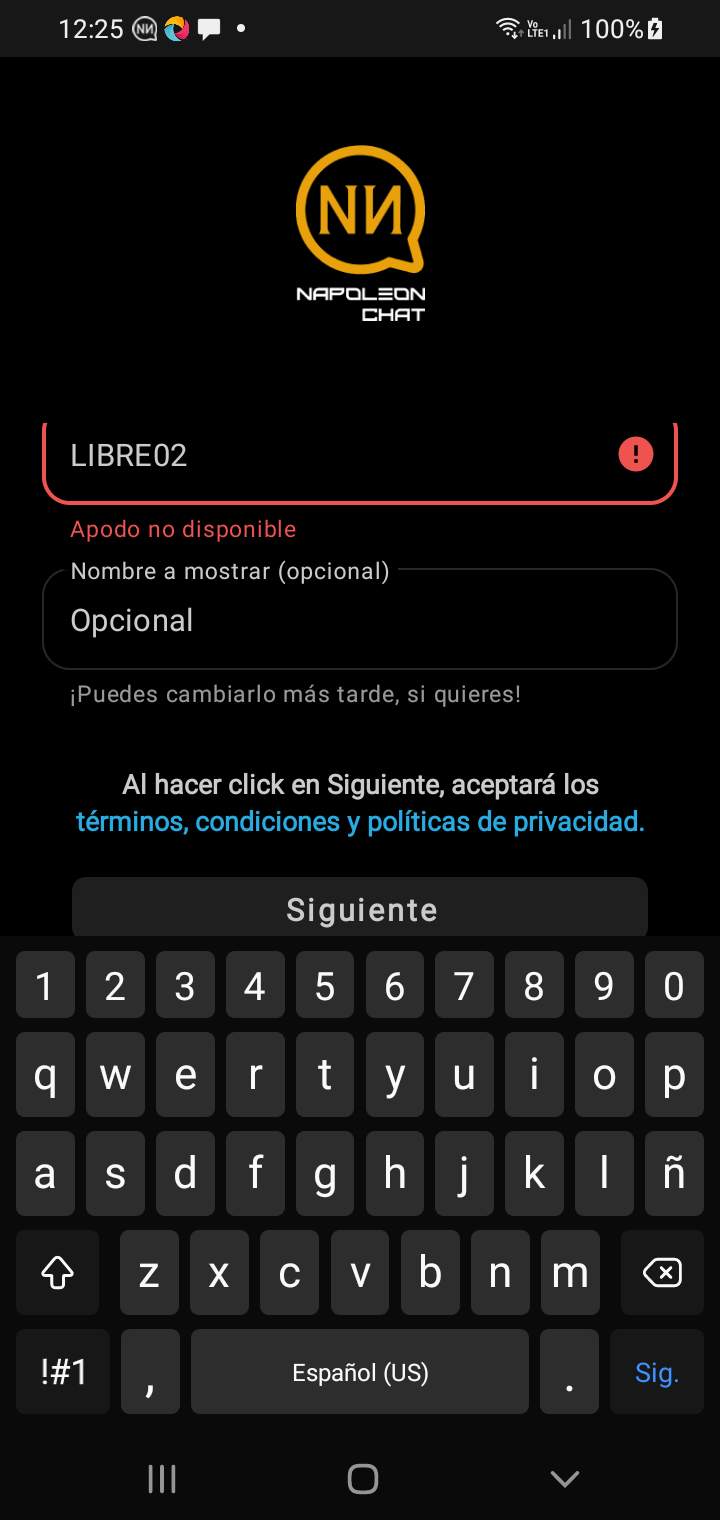 12:25
Vo
LTE1
100%
NN
NAPOLEON
CHAT
LIBRE02
Apodo no disponible
Nombre a mostrar (opcional)
Opcional
¡Puedes cambiarlo más tarde, si quieres!
Al hacer click en Siguiente, aceptará los
términos, condiciones y políticas de privacidad.
Siguiente
1 2 3 4 5 6 7 8 9 0
q w e r t y u i o p
a s d f g h j k l ñ
z x c v b n m
!#1 , Español (US) . Sig.